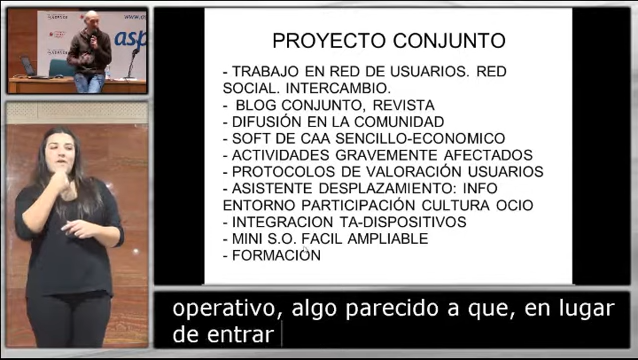 www.a
asp
PROYECTO CONJUNTO
- TRABAJO EN RED DE USUARIOS. RED
SOCIAL. INTERCAMBIO.
- BLOG CONJUNTO, REVISTA
- DIFUSIÓN EN LA COMUNIDAD
- SOFT DE CAA SENCILLO-ECONOMICO
- ACTIVIDADES GRAVEMENTE AFECTADOS
- PROTOCOLOS DE VALORACIÓN USUARIOS
- ASISTENTE DESPLAZAMIENTO: INFO
ENTORNO PARTICIPACIÓN CULTURA OCIO
- INTEGRACION TA-DISPOSITIVOS
- MINI S.O. FACIL AMPLIABLE
- FORMACIÓN
operativo, algo parecido a que, en lugar
de entrar